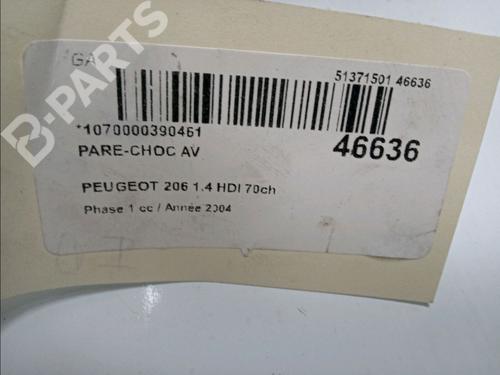 GA
51371501 46636
*1070000390461
46636
PARE-CHOC AV
PEUGEOT 206 1.4 HDI 70ch
Phase 1 cc / Année 2004
B-PARTS